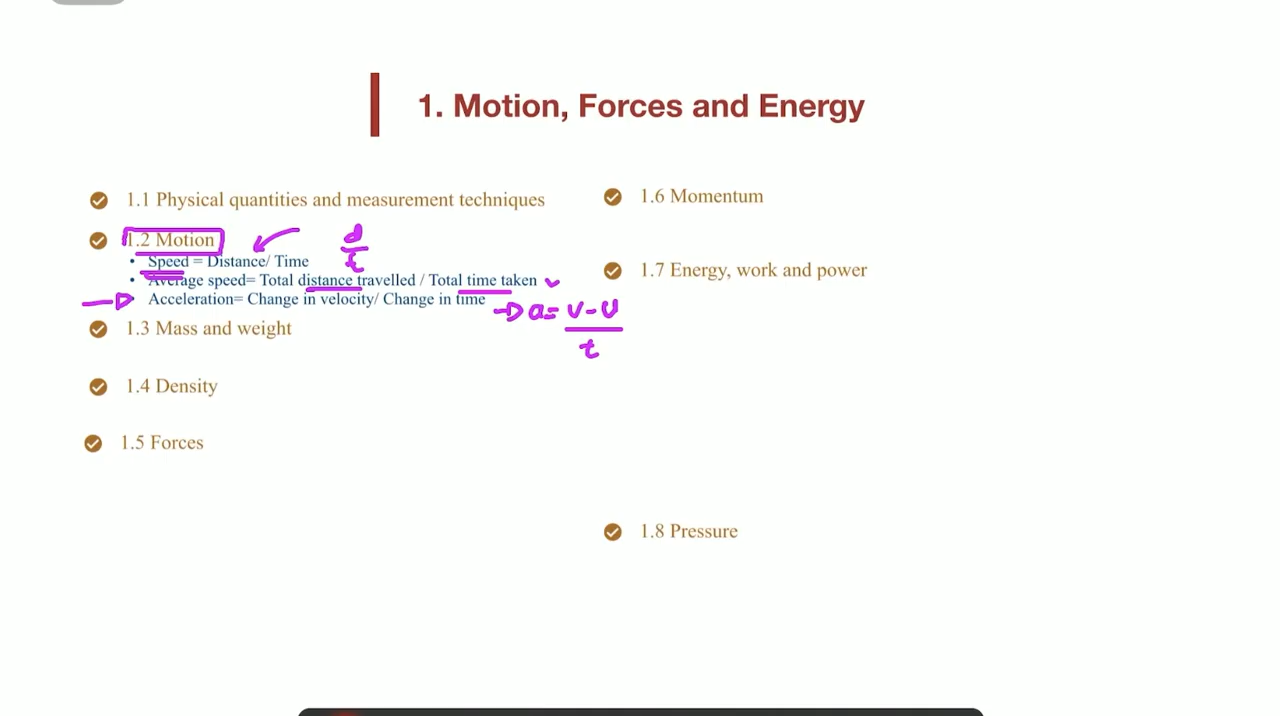 1. Motion, Forces and Energy
1.1 Physical quantities and measurement techniques
1.2 Motion
• Speed = Distance/ Time
d/t
• Average speed= Total distance travelled / Total time taken
• Acceleration= Change in velocity/ Change in time
a= v-u
t
1.3 Mass and weight
1.4 Density
1.5 Forces
1.6 Momentum
1.7 Energy, work and power
1.8 Pressure